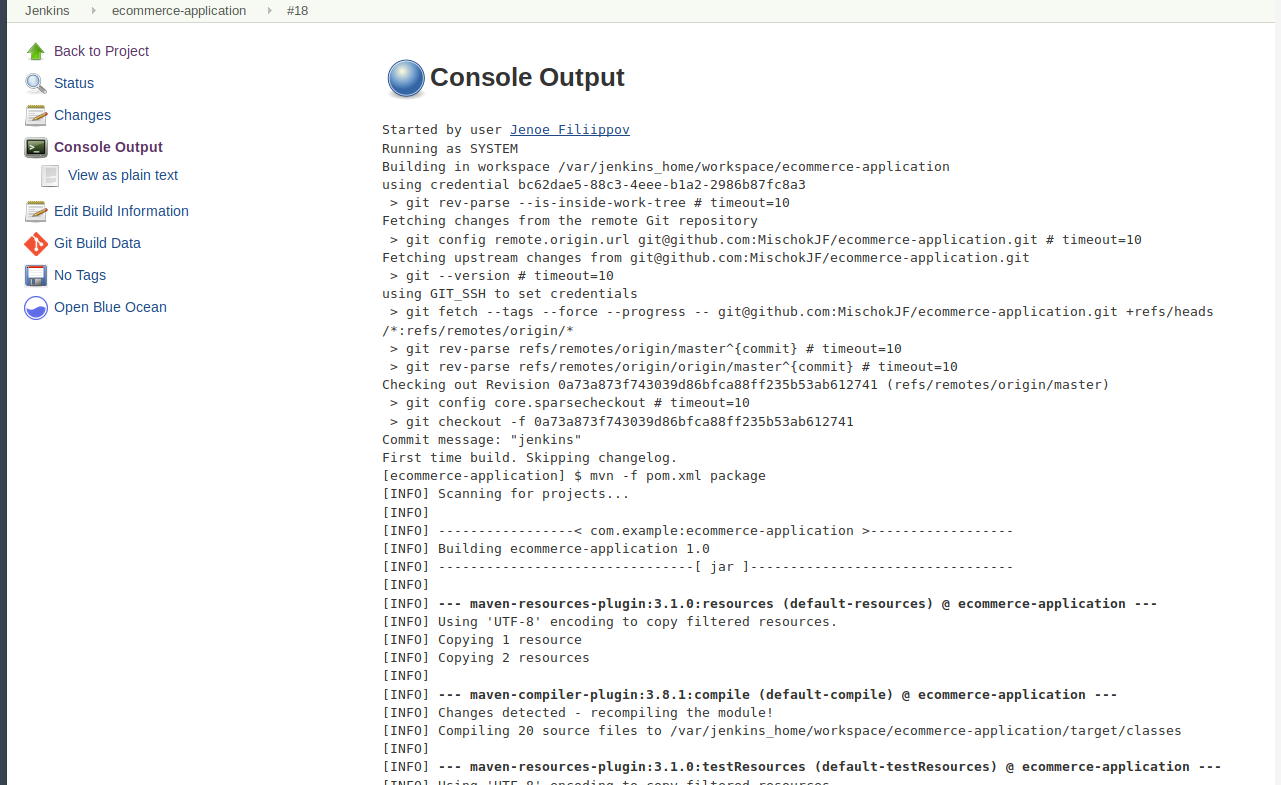 Jenkins ecommerce-application #18
Back to Project
Status
Changes
Console Output
View as plain text
Edit Build Information
Git Build Data
No Tags
Open Blue Ocean
Console Output
Started by user Jenoe Filiippov
Running as SYSTEM
Building in workspace /var/jenkins_home/workspace/ecommerce-application
using credential bc62dae5-88c3-4eee-b1a2-2986b87fc8a3
 > git rev-parse --is-inside-work-tree # timeout=10
Fetching changes from the remote Git repository
 > git config remote.origin.url git@github.com:MischokJF/ecommerce-application.git # timeout=10
Fetching upstream changes from git@github.com:MischokJF/ecommerce-application.git
 > git --version # timeout=10
using GIT_SSH to set credentials
 > git fetch --tags --force --progress -- git@github.com:MischokJF/ecommerce-application.git +refs/heads
/*:refs/remotes/origin/*
 > git rev-parse refs/remotes/origin/master^{commit} # timeout=10
 > git rev-parse refs/remotes/origin/origin/master^{commit} # timeout=10
Checking out Revision 0a73a873f743039d86bfca88ff235b53ab612741 (refs/remotes/origin/master)
 > git config core.sparsecheckout # timeout=10
 > git checkout -f 0a73a873f743039d86bfca88ff235b53ab612741
Commit message: "jenkins"
First time build. Skipping changelog.
[ecommerce-application] $ mvn -f pom.xml package
[INFO] Scanning for projects...
[INFO]
[INFO] -----------------< com.example:ecommerce-application >------------------
[INFO] Building ecommerce-application 1.0
[INFO] --------------------------------[ jar ]---------------------------------
[INFO]
[INFO] --- maven-resources-plugin:3.1.0:resources (default-resources) @ ecommerce-application ---
[INFO] Using 'UTF-8' encoding to copy filtered resources.
[INFO] Copying 1 resource
[INFO] Copying 2 resources
[INFO]
[INFO] --- maven-compiler-plugin:3.8.1:compile (default-compile) @ ecommerce-application ---
[INFO] Changes detected - recompiling the module!
[INFO] Compiling 20 source files to /var/jenkins_home/workspace/ecommerce-application/target/classes
[INFO]
[INFO] --- maven-resources-plugin:3.1.0:testResources (default-testResources) @ ecommerce-application ---
[INFO] Using 'UTF-8' encoding to copy filtered resources.